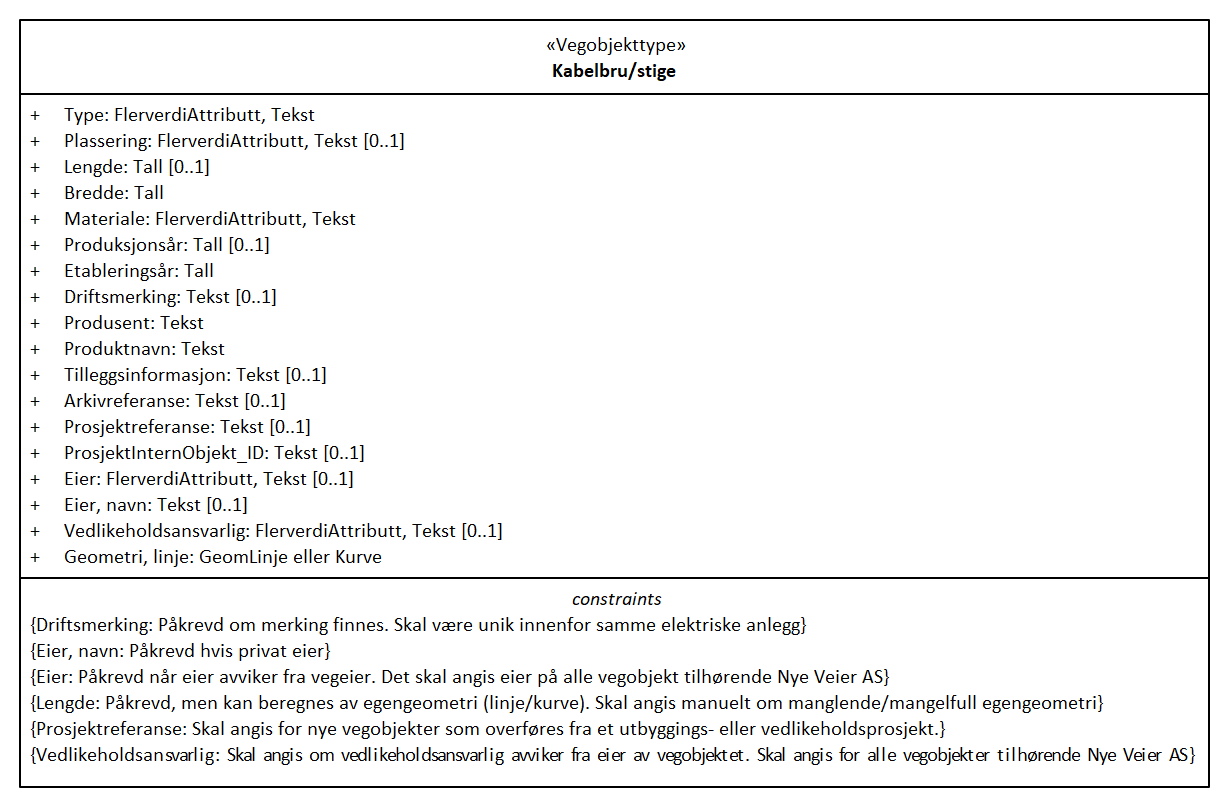 «Vegobjekttype»
Kabelbru/stige
+ Type: FlerverdiAttributt, Tekst
+ Plassering: FlerverdiAttributt, Tekst [0..1]
+ Lengde: Tall [0..1]
+ Bredde: Tall
+ Materiale: FlerverdiAttributt, Tekst
+ Produksjonsår: Tall [0..1]
+ Etableringsår: Tall
+ Driftsmerking: Tekst [0..1]
+ Produsent: Tekst
+ Produktnavn: Tekst
+ Tilleggsinformasjon: Tekst [0..1]
+ Arkivreferanse: Tekst [0..1]
+ Prosjektreferanse: Tekst [0..1]
+ ProsjektInternObjekt_ID: Tekst [0..1]
+ Eier: FlerverdiAttributt, Tekst [0..1]
+ Eier, navn: Tekst [0..1]
+ Vedlikeholdsansvarlig: FlerverdiAttributt, Tekst [0..1]
+ Geometri, linje: GeomLinje eller Kurve
constraints
{Driftsmerking: Påkrevd om merking finnes. Skal være unik innenfor samme elektriske anlegg}
{Eier, navn: Påkrevd hvis privat eier}
{Eier: Påkrevd når eier avviker fra vegeier. Det skal angis eier på alle vegobjekt tilhørende Nye Veier AS}
{Lengde: Påkrevd, men kan beregnes av egengeometri (linje/kurve). Skal angis manuelt om manglende/mangelfull egengeometri}
{Prosjektreferanse: Skal angis for nye vegobjekter som overføres fra et utbyggings- eller vedlikeholdsprosjekt.}
{Vedlikeholdsansvarlig: Skal angis om vedlikeholdsansvarlig avviker fra eier av vegobjektet. Skal angis for alle vegobjekter tilhørende Nye Veier AS}